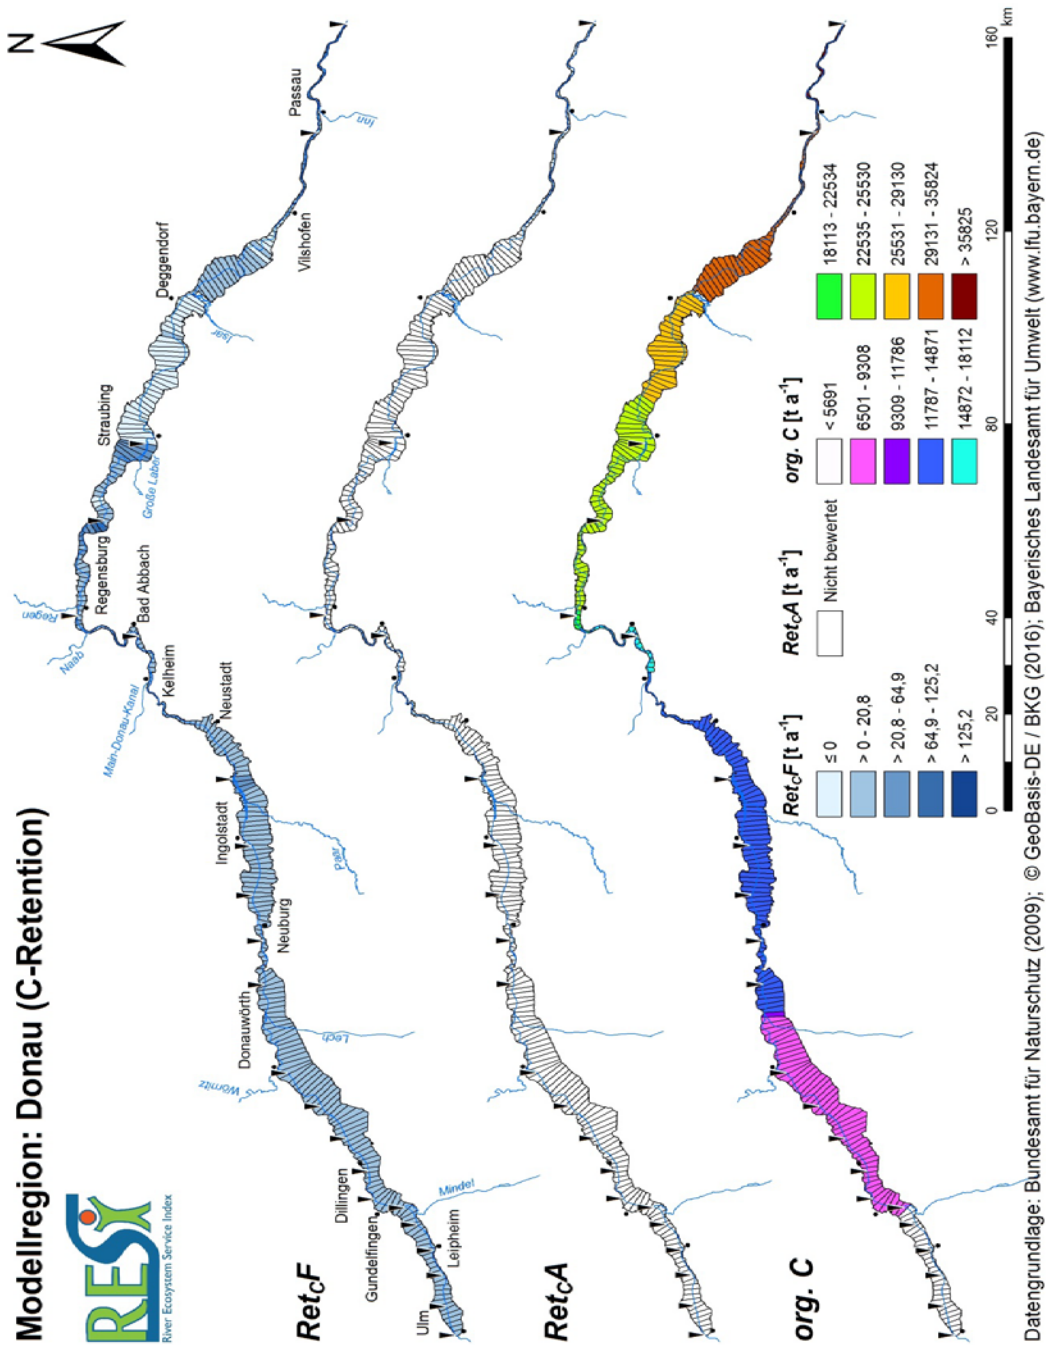 Modellregion: Donau (C-Retention)
N
RESI
River Ecosystem Service Index
Ret_CF
Ulm
Leipheim
Gundelfingen
Dillingen
Mindel
Donauwörth
Wörnitz
Lech
Neuburg
Ingolstadt
Paar
Neustadt
Main-Donau-Kanal
Kelheim
Naab
Bad Abbach
Regen
Regensburg
Große Laber
Straubing
Deggendorf
Isar
Vilshofen
Passau
Inn
Ret_CA
org. C
Ret_CF [t a⁻¹]
≤ 0
> 0 - 20,8
> 20,8 - 64,9
> 64,9 - 125,2
> 125,2
Ret_CA [t a⁻¹]
Nicht bewertet
org. C [t a⁻¹]
< 5691
6501 - 9308
9309 - 11786
11787 - 14871
14872 - 18112
18113 - 22534
22535 - 25530
25531 - 29130
29131 - 35824
> 35825
0 20 40 80 120 160
km
Datengrundlage: Bundesamt für Naturschutz (2009); © GeoBasis-DE / BKG (2016); Bayerisches Landesamt für Umwelt (www.lfu.bayern.de)